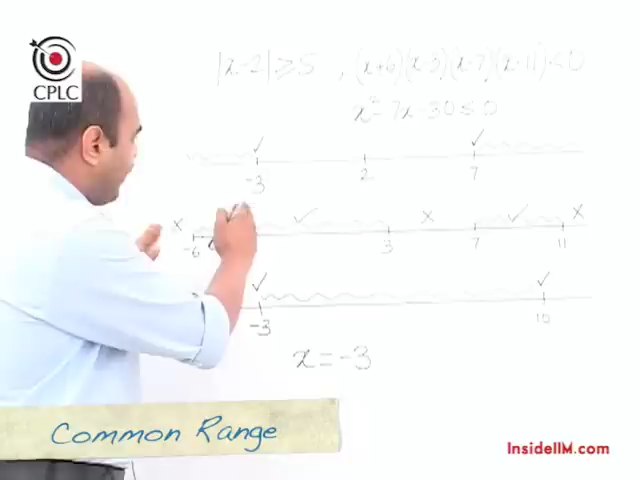 CPLC
|x-2| ≥ 5 , (x+6)(x-3)(x-7)(x-11) < 0
x² - 7x - 30 ≤ 0
-3 2 7
-6 3 7 11
-3 10
x = -3
Common Range
InsideIIM.com